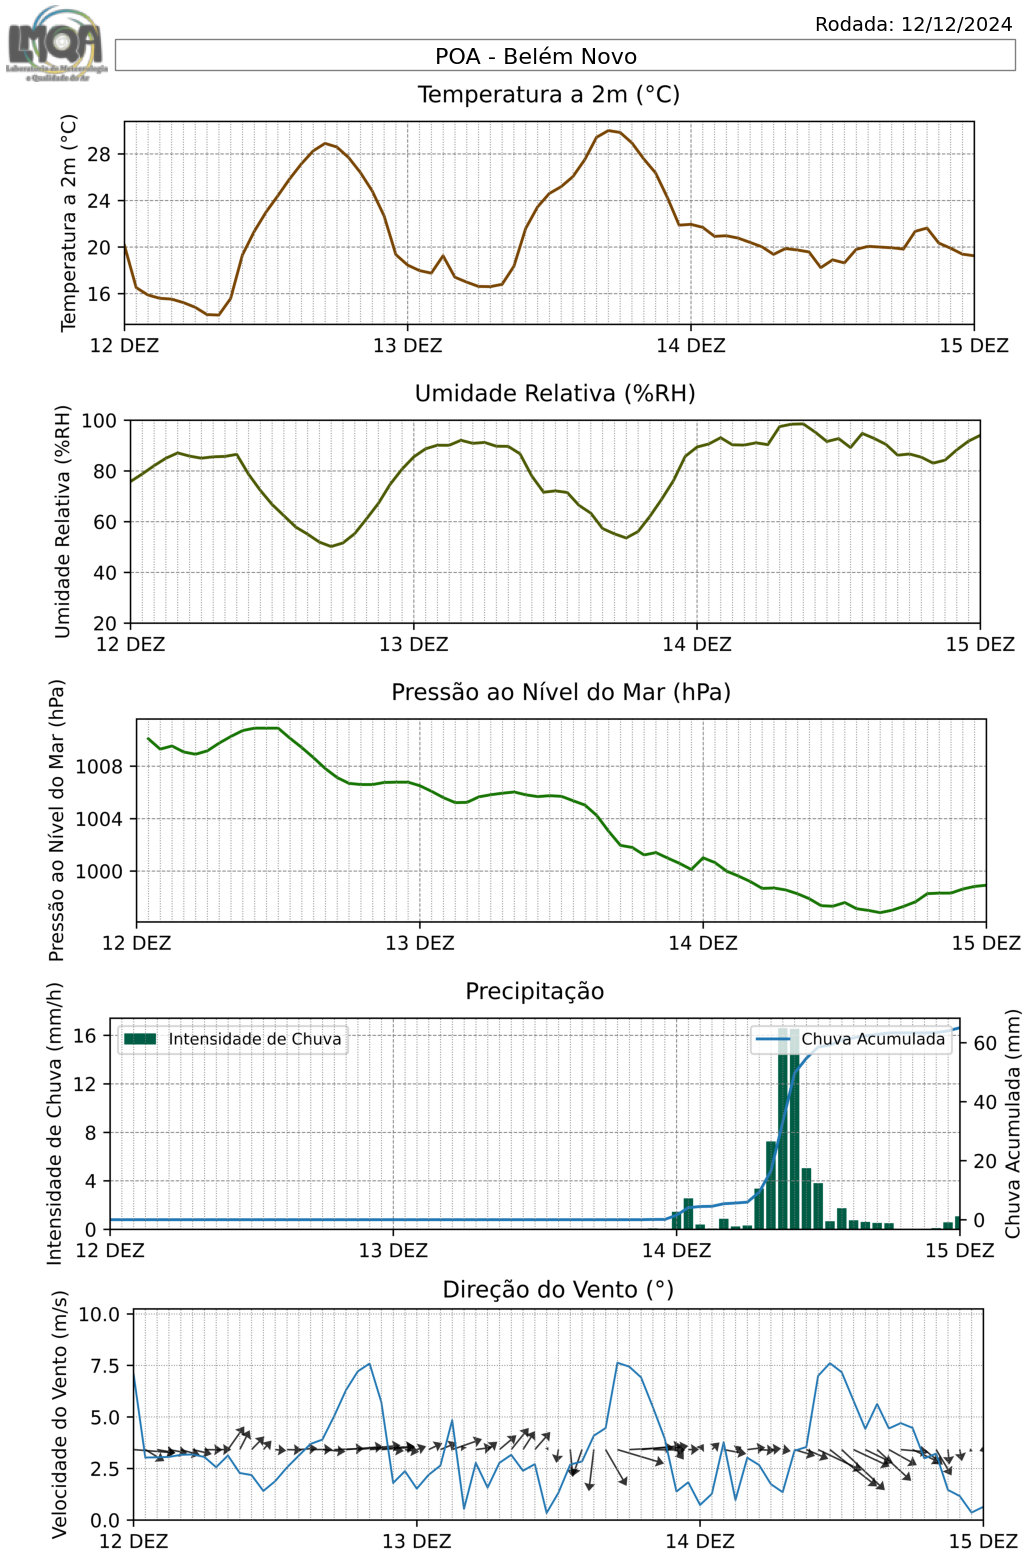 Rodada: 12/12/2024
LMQA
Laboratório de Meteorologia
e Qualidade do Ar
POA - Belém Novo
Temperatura a 2m (°C)
Temperatura a 2m (°C)
28
24
20
16
12 DEZ 13 DEZ 14 DEZ 15 DEZ
Umidade Relativa (%RH)
Umidade Relativa (%RH)
100
80
60
40
20
12 DEZ 13 DEZ 14 DEZ 15 DEZ
Pressão ao Nível do Mar (hPa)
Pressão ao Nível do Mar (hPa)
1008
1004
1000
12 DEZ 13 DEZ 14 DEZ 15 DEZ
Precipitação
Intensidade de Chuva (mm/h)
16
12
8
4
0
Intensidade de Chuva
Chuva Acumulada
60
40
20
0
Chuva Acumulada (mm)
12 DEZ 13 DEZ 14 DEZ 15 DEZ
Direção do Vento (°)
Velocidade do Vento (m/s)
10.0
7.5
5.0
2.5
0.0
12 DEZ 13 DEZ 14 DEZ 15 DEZ